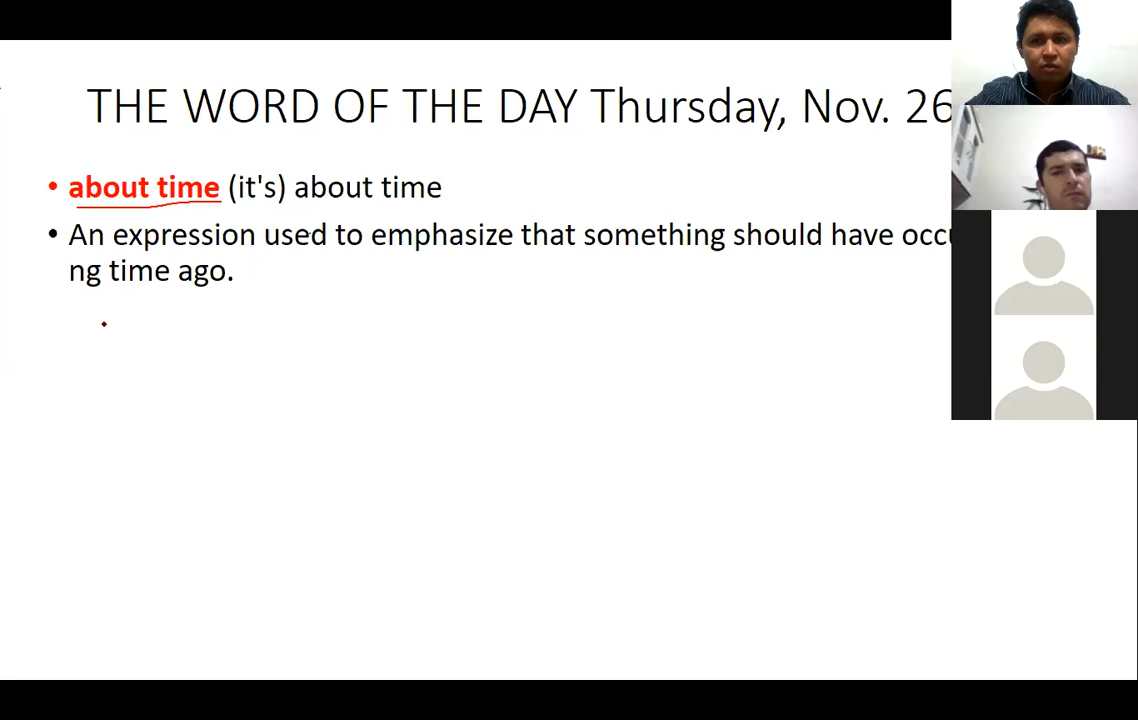 THE WORD OF THE DAY Thursday, Nov. 26
• about time (it's) about time
• An expression used to emphasize that something should have
ng time ago.